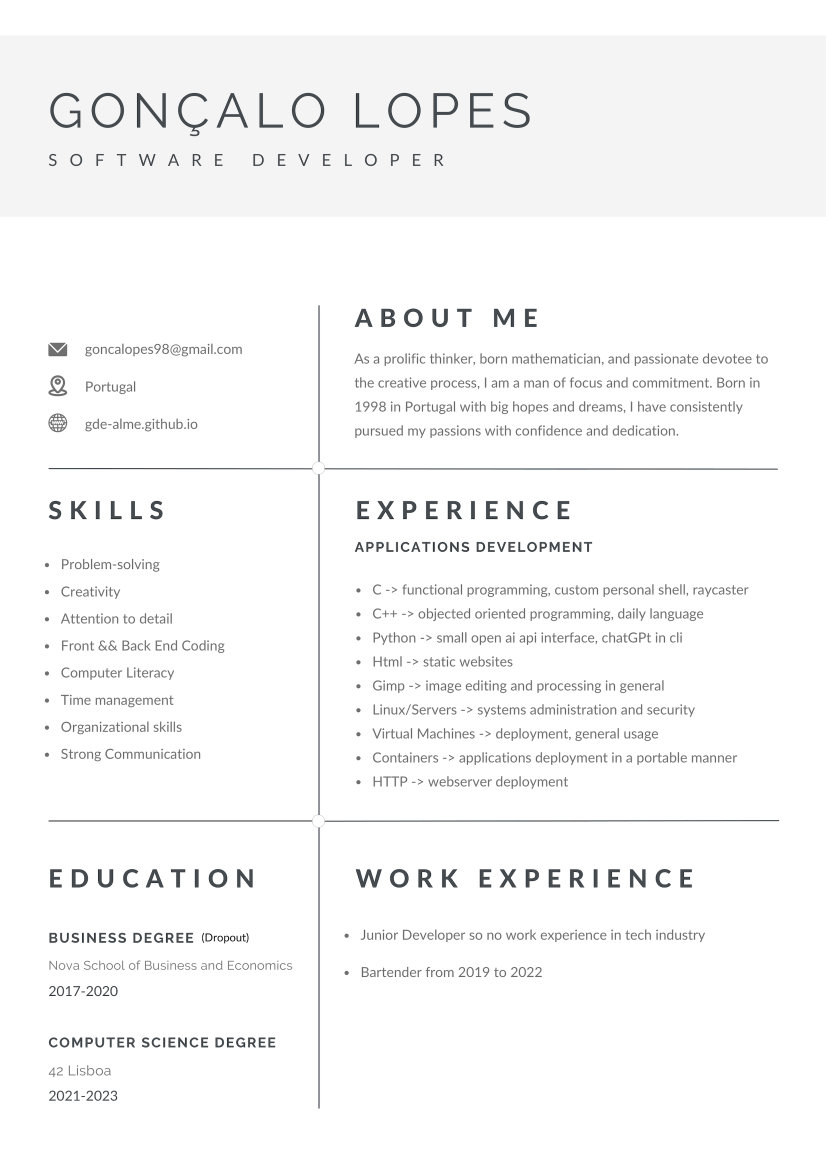 GONÇALO LOPES
SOFTWARE DEVELOPER
goncalopes98@gmail.com
Portugal
gde-alme.github.io
ABOUT ME
As a prolific thinker, born mathematician, and passionate devotee to
the creative process, I am a man of focus and commitment. Born in
1998 in Portugal with big hopes and dreams, I have consistently
pursued my passions with confidence and dedication.
SKILLS
• Problem-solving
• Creativity
• Attention to detail
• Front && Back End Coding
• Computer Literacy
• Time management
• Organizational skills
• Strong Communication
EXPERIENCE
APPLICATIONS DEVELOPMENT
• C -> functional programming, custom personal shell, raycaster
• C++ -> objected oriented programming, daily language
• Python -> small open ai api interface, chatGPt in cli
• Html -> static websites
• Gimp -> image editing and processing in general
• Linux/Servers -> systems administration and security
• Virtual Machines -> deployment, general usage
• Containers -> applications deployment in a portable manner
• HTTP -> webserver deployment
EDUCATION
BUSINESS DEGREE (Dropout)
Nova School of Business and Economics
2017-2020
COMPUTER SCIENCE DEGREE
42 Lisboa
2021-2023
WORK EXPERIENCE
• Junior Developer so no work experience in tech industry
• Bartender from 2019 to 2022